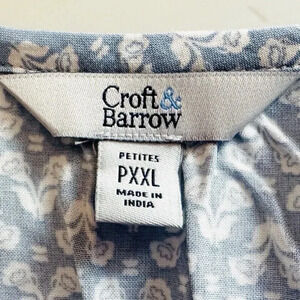 Croft&
Barrow
PETITES
PXXL
MADE IN
INDIA